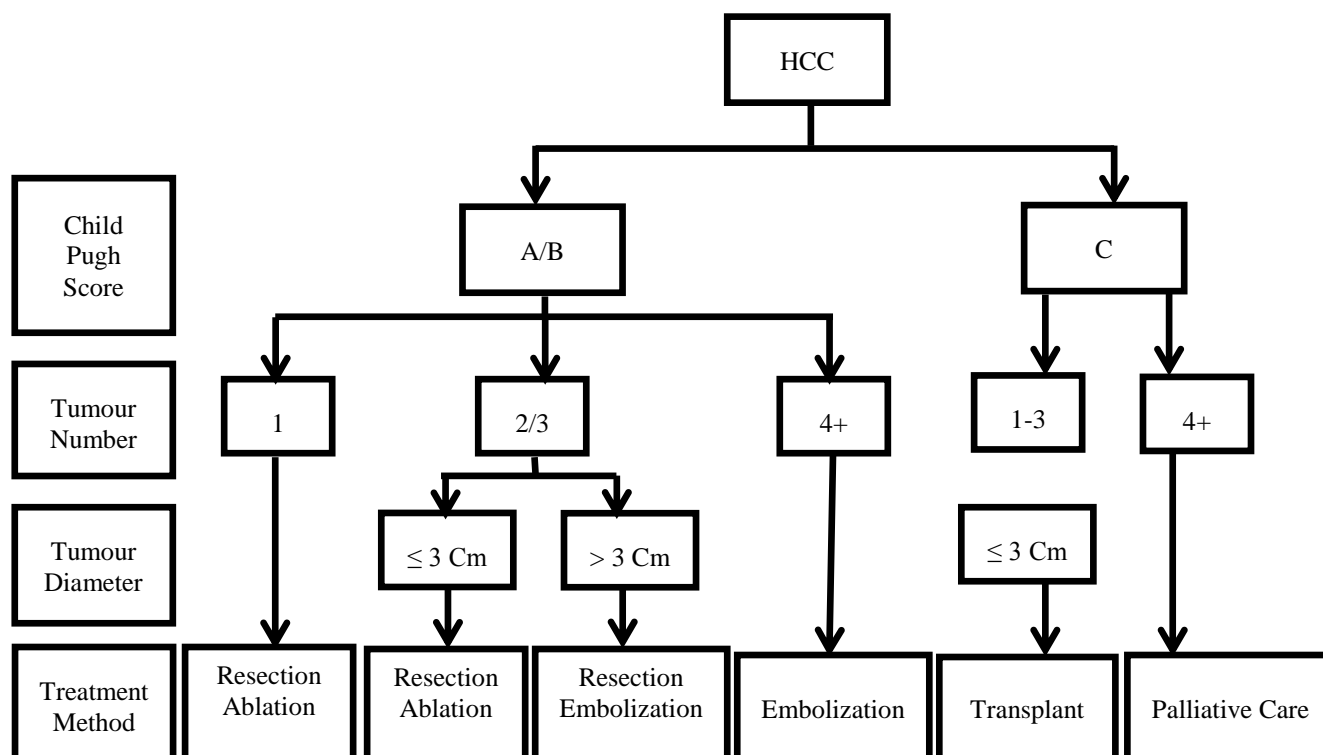 HCC
Child
Pugh
Score
A/B
C
Tumour
Number
1
2/3
4+
1-3
4+
Tumour
Diameter
≤ 3 Cm
> 3 Cm
≤ 3 Cm
Treatment
Method
Resection
Ablation
Resection
Ablation
Resection
Embolization
Embolization
Transplant
Palliative Care